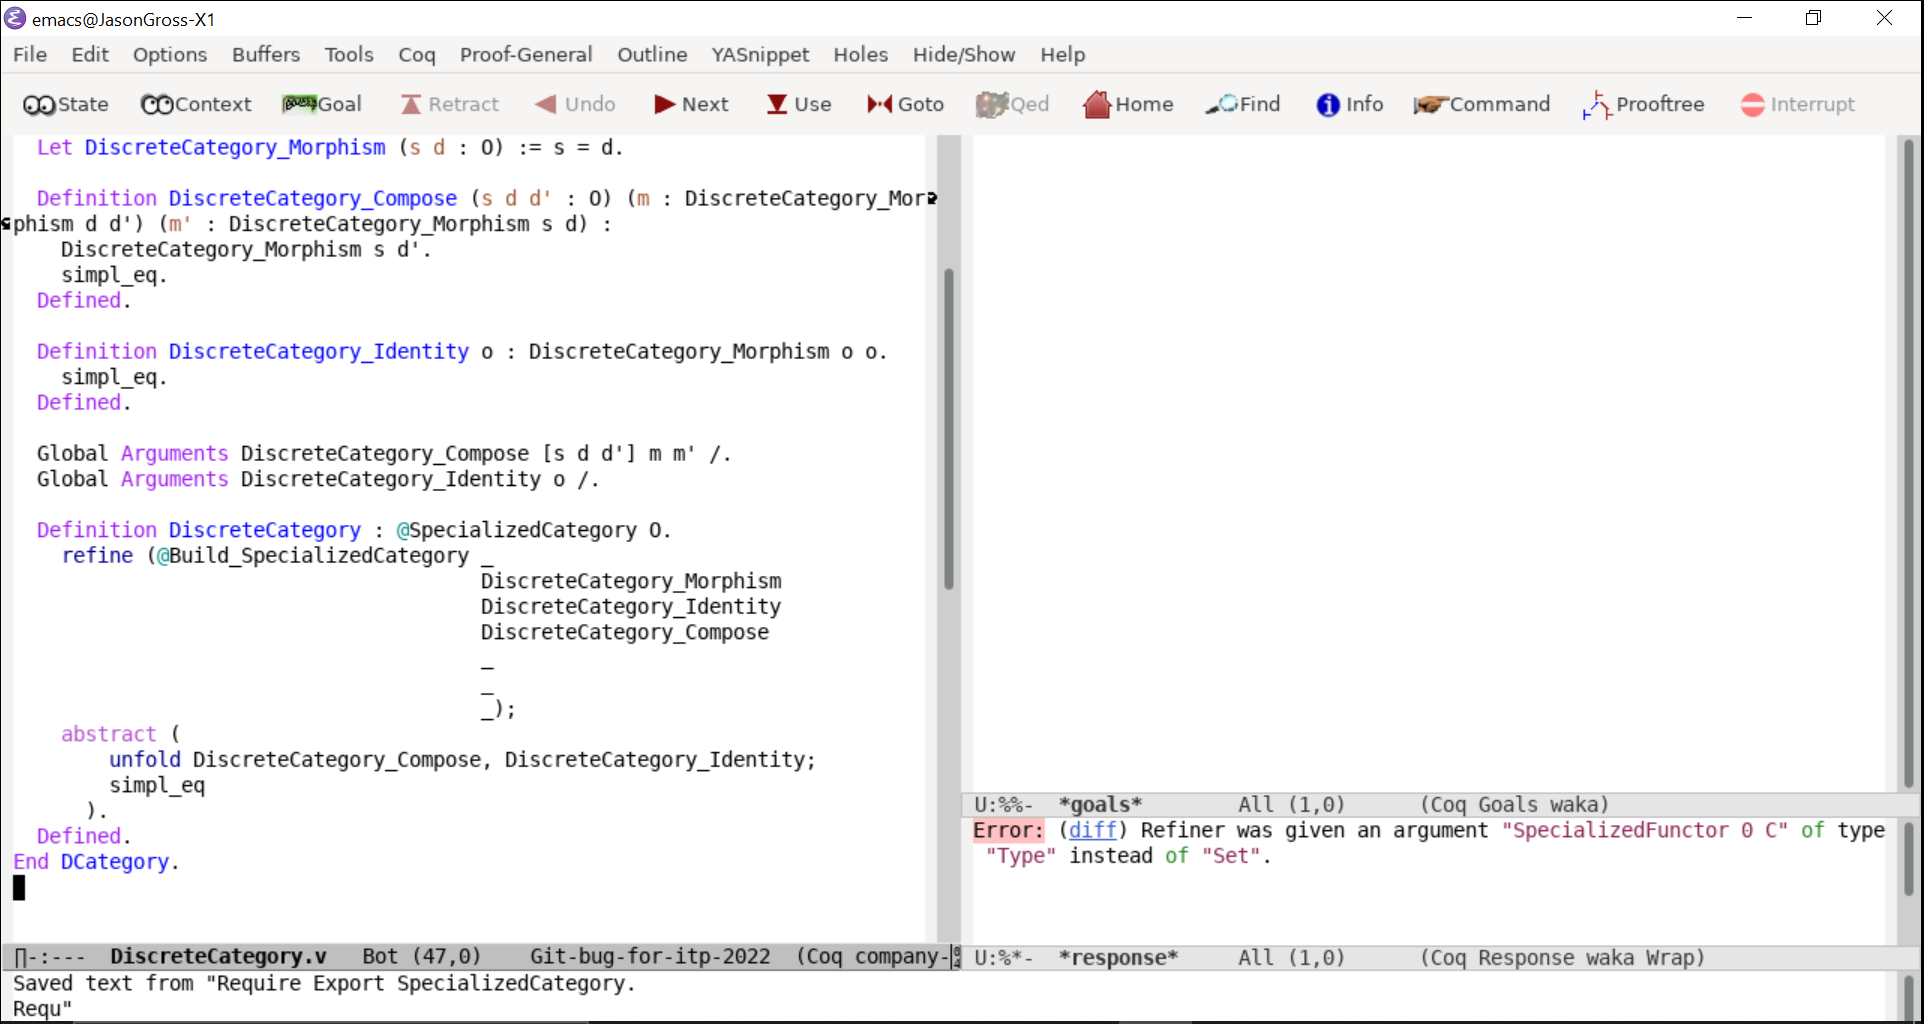 emacs@JasonGross-X1
File Edit Options Buffers Tools Coq Proof-General Outline YASnippet Holes Hide/Show Help
State Context Goal Retract Undo Next Use Goto Qed Home Find Info Command Prooftree Interrupt
Let DiscreteCategory_Morphism (s d : O) := s = d.
Definition DiscreteCategory_Compose (s d d' : O) (m : DiscreteCategory_Mor
phism d d') (m' : DiscreteCategory_Morphism s d) :
DiscreteCategory_Morphism s d'.
simpl_eq.
Defined.
Definition DiscreteCategory_Identity o : DiscreteCategory_Morphism o o.
simpl_eq.
Defined.
Global Arguments DiscreteCategory_Compose [s d d'] m m' /.
Global Arguments DiscreteCategory_Identity o /.
Definition DiscreteCategory : @SpecializedCategory O.
refine (@Build_SpecializedCategory _
DiscreteCategory_Morphism
DiscreteCategory_Identity
DiscreteCategory_Compose
_
_
_);
abstract (
unfold DiscreteCategory_Compose, DiscreteCategory_Identity;
simpl_eq
).
Defined.
End DCategory.
∏-:--- DiscreteCategory.v Bot (47,0) Git-bug-for-itp-2022 (Coq company-
Saved text from "Require Export SpecializedCategory.
Requ"
U:%%- *goals* All (1,0) (Coq Goals waka)
Error: (diff) Refiner was given an argument "SpecializedFunctor 0 C" of type
"Type" instead of "Set".
U:%*- *response* All (1,0) (Coq Response waka Wrap)